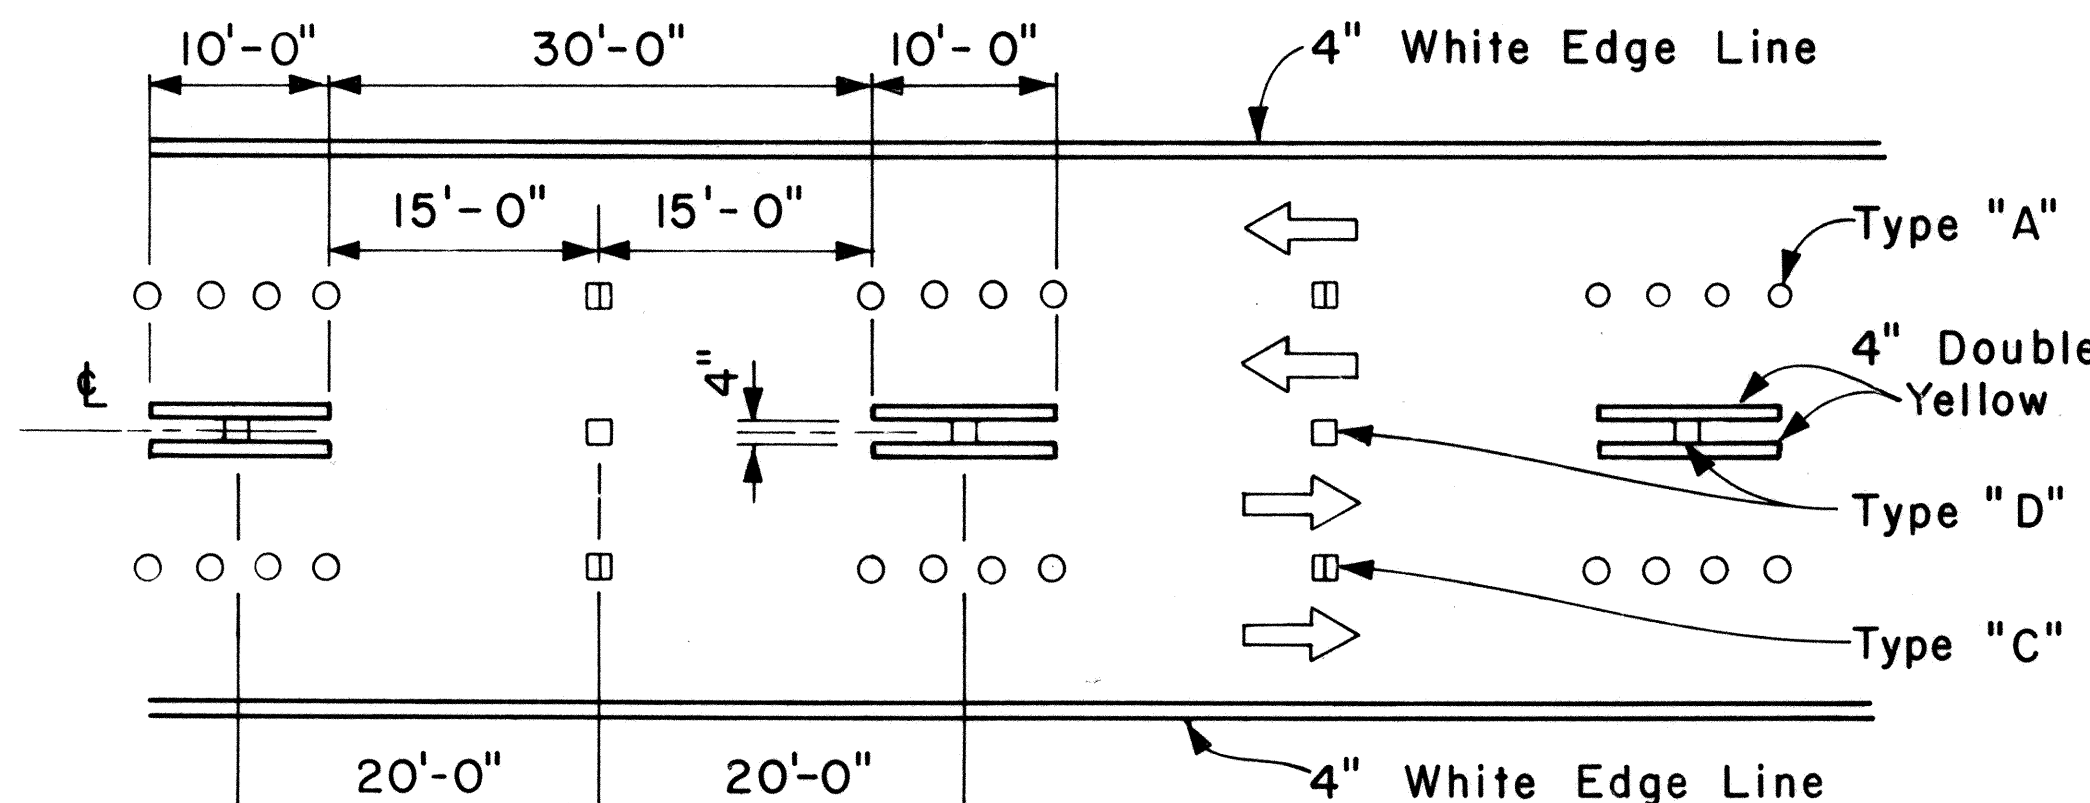 10'-0" 30'-0" 10'-0" 4" White Edge Line
15'-0" 15'-0" Type "A"
4" Double
Yellow
℄
4"
Type "D"
Type "C"
20'-0" 20'-0" 4" White Edge Line